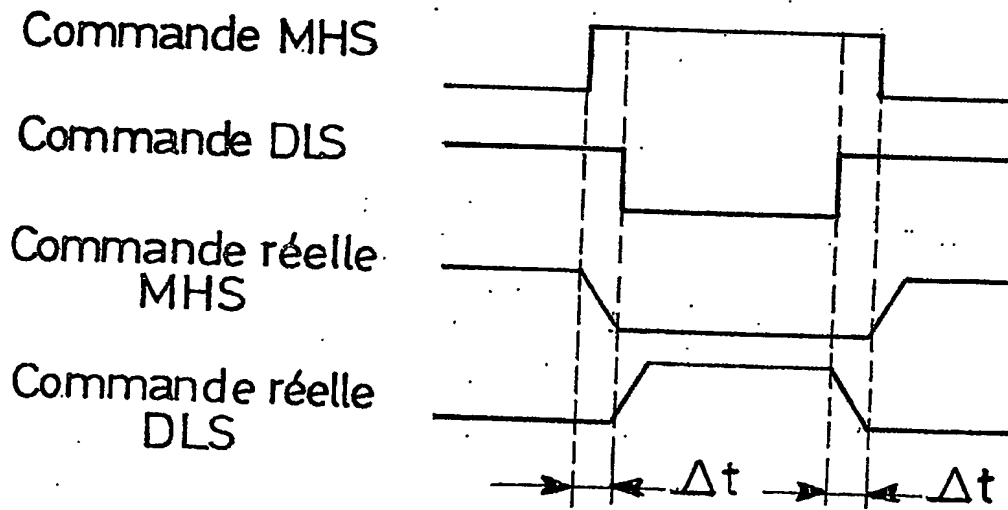 Commande MHS
Commande DLS
Commande réelle
MHS
Commande réelle
DLS
Δt
Δt